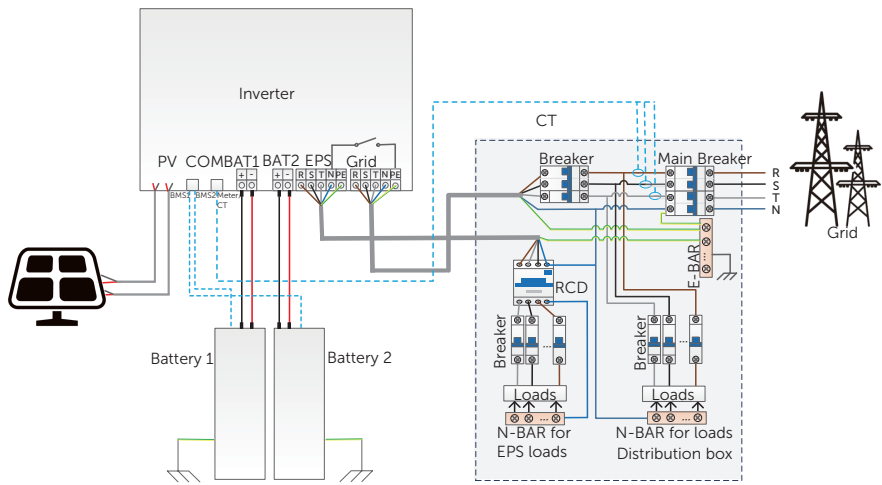 Inverter
PV COM BAT1 BAT2 EPS Grid
BMS1 BMS2 Meter/
CT
+ - + - R S T N PE R S T N PE
CT
Breaker
Main Breaker
R
S
T
N
Grid
E-BAR
RCD
Breaker
...
Breaker
...
Battery 1
Battery 2
Loads
Loads
...
...
N-BAR for
EPS loads
N-BAR for loads
Distribution box